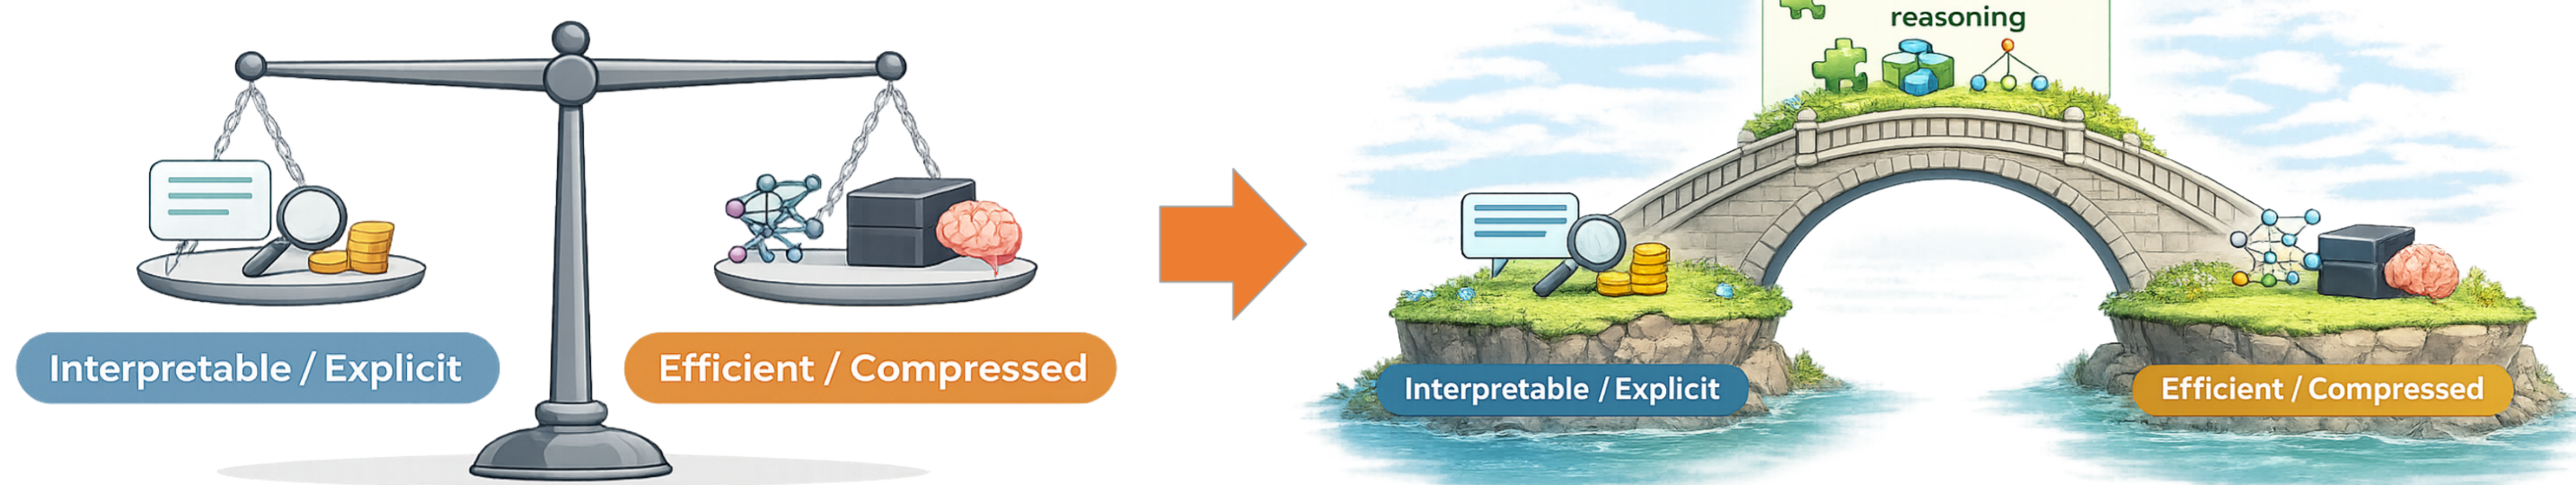 Interpretable / Explicit
Efficient / Compressed
reasoning
Interpretable / Explicit
Efficient / Compressed